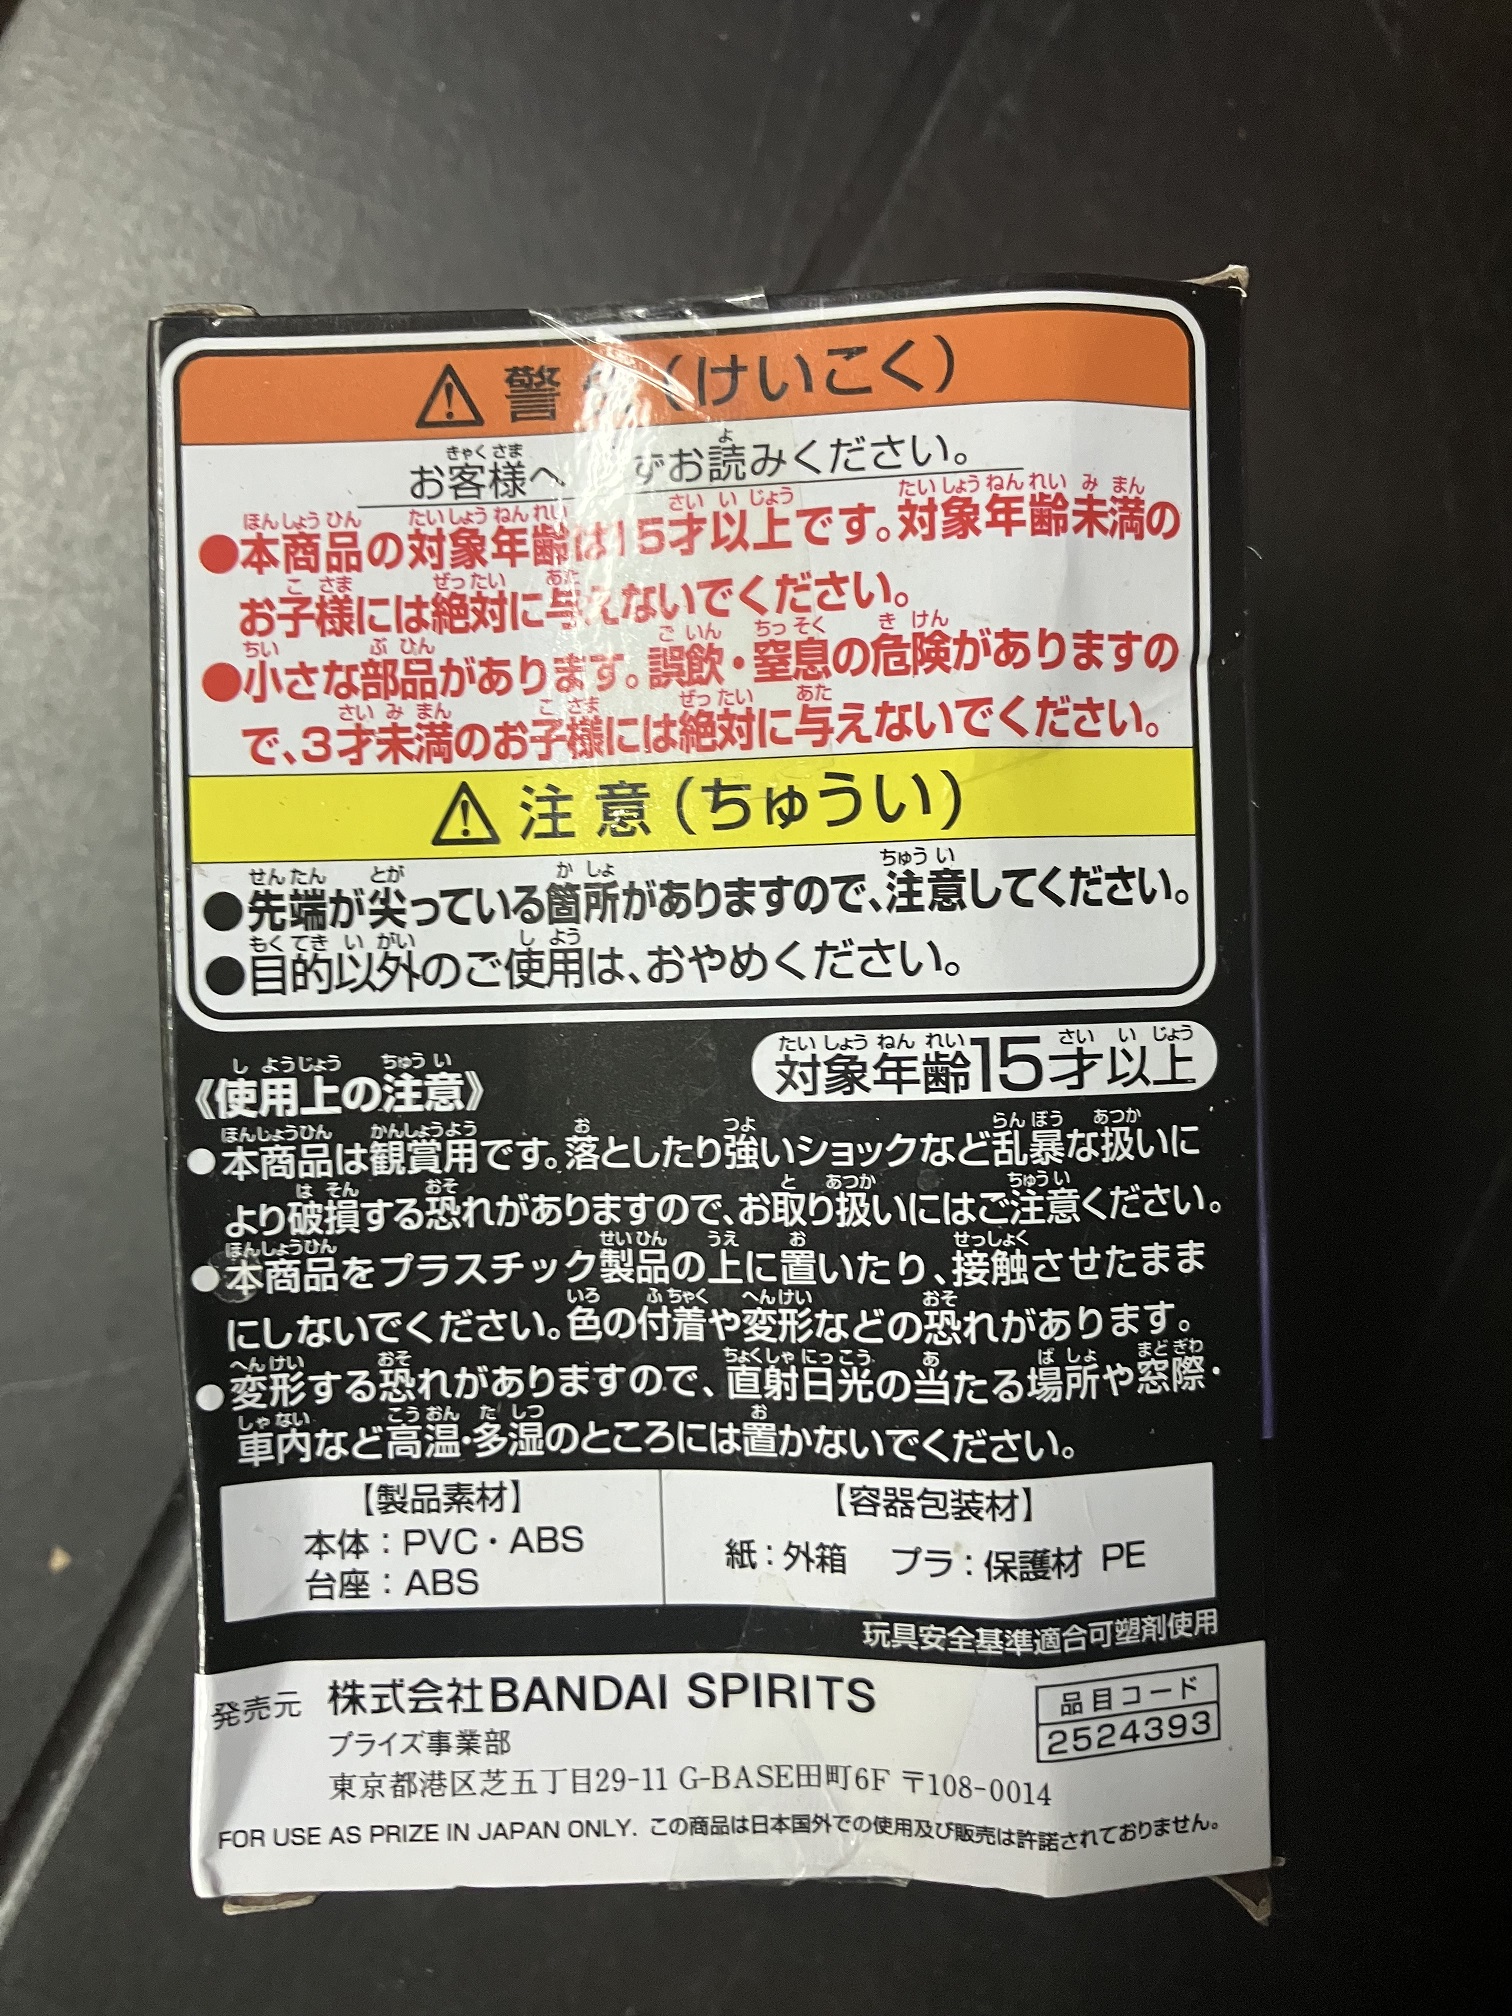 警 (けいこく)
お客様へ ずお読みください。
●本商品の対象年齢は15才以上です。対象年齢未満の
お子様には絶対に与えないでください。
●小さな部品があります。誤飲・窒息の危険がありますの
で、3才未満のお子様には絶対に与えないでください。
注意(ちゅうい)
●先端が尖っている箇所がありますので、注意してください。
●目的以外のご使用は、おやめください。
対象年齢15才以上
《使用上の注意》
●本商品は観賞用です。落としたり強いショックなど乱暴な扱いに
より破損する恐れがありますので、お取り扱いにはご注意ください。
●本商品をプラスチック製品の上に置いたり、接触させたまま
にしないでください。色の付着や変形などの恐れがあります。
●変形する恐れがありますので、直射日光の当たる場所や窓際・
車内など高温・多湿のところには置かないでください。
【製品素材】
本体：PVC・ABS
台座：ABS
【容器包装材】
紙：外箱 プラ：保護材 PE
玩具安全基準適合可塑剤使用
発売元 株式会社BANDAI SPIRITS
プライズ事業部
東京都港区芝五丁目29-11 G-BASE田町6F 〒108-0014
品目コード
2524393
FOR USE AS PRIZE IN JAPAN ONLY. この商品は日本国外での使用及び販売は許諾されておりません。